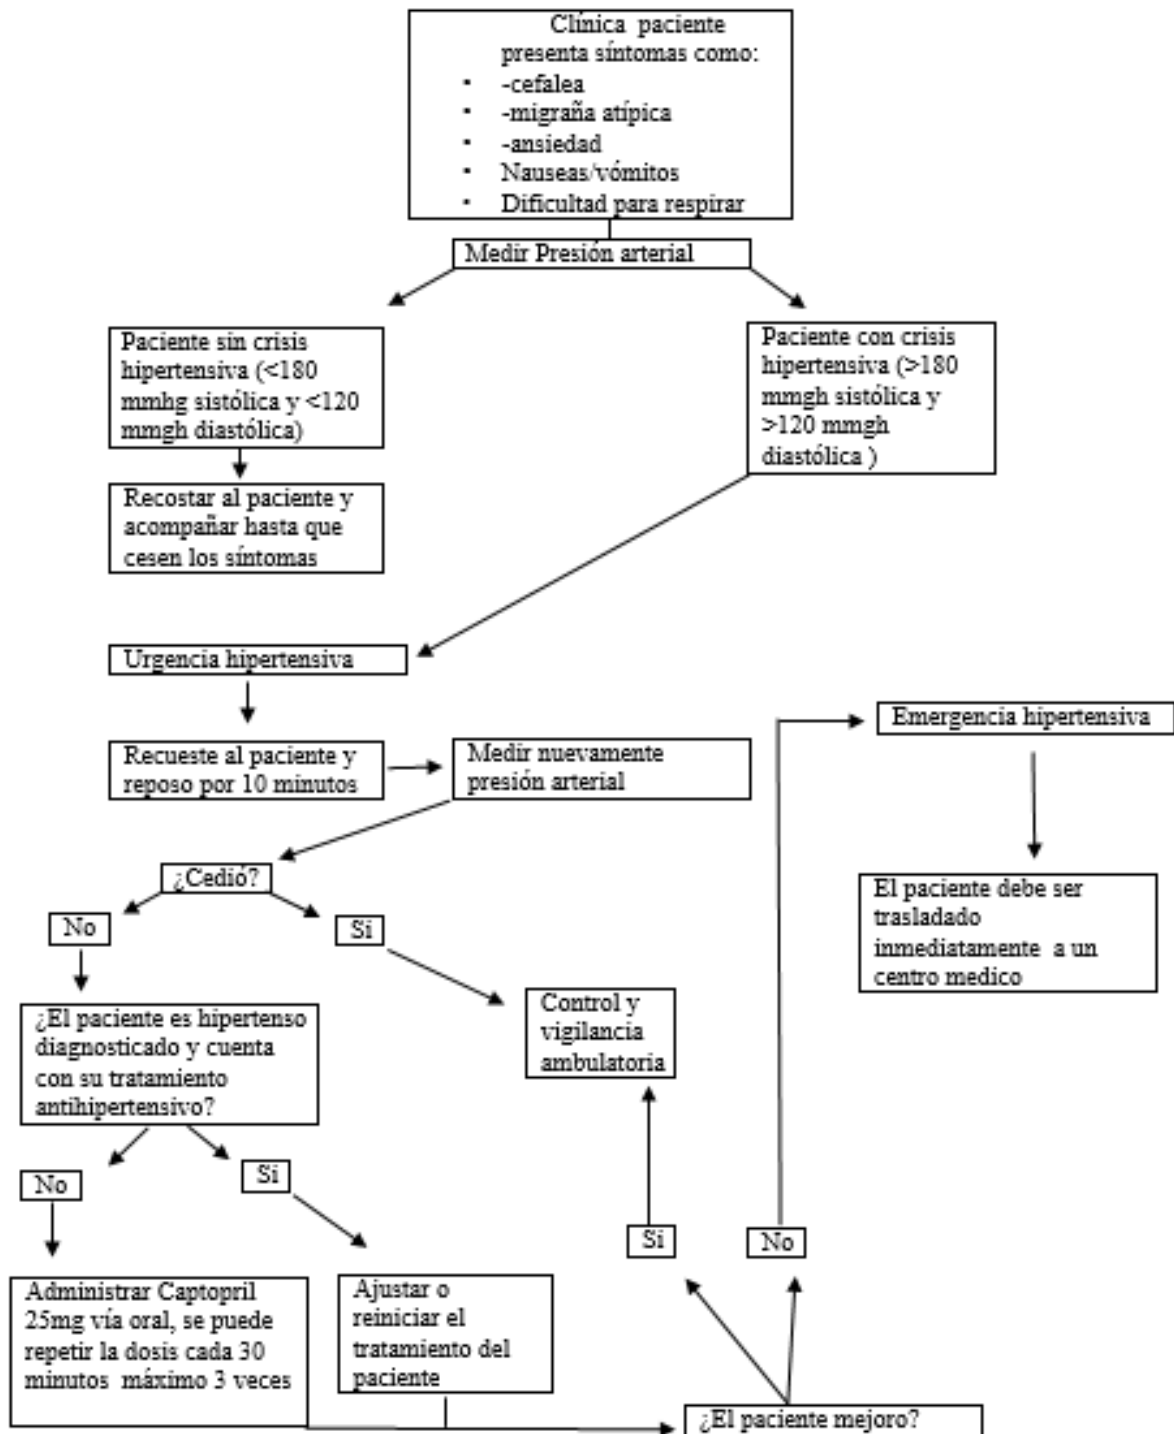 Clínica paciente
presenta síntomas como:
▪ -cefalea
▪ -migraña atípica
▪ -ansiedad
▪ Nauseas/vómitos
▪ Dificultad para respirar
Medir Presión arterial
Paciente sin crisis
hipertensiva (<180
mmhg sistólica y <120
mmgh diastólica)
Paciente con crisis
hipertensiva (>180
mmgh sistólica y
>120 mmgh
diastólica )
Recostar al paciente y
acompañar hasta que
cesen los síntomas
Urgencia hipertensiva
Emergencia hipertensiva
Recueste al paciente y
reposo por 10 minutos
Medir nuevamente
presión arterial
¿Cedió?
El paciente debe ser
trasladado
inmediatamente a un
centro medico
No
Si
¿El paciente es hipertenso
diagnosticado y cuenta
con su tratamiento
antihipertensivo?
Control y
vigilancia
ambulatoria
No
Si
Si
No
Administrar Captopril
25mg vía oral, se puede
repetir la dosis cada 30
minutos máximo 3 veces
Ajustar o
reiniciar el
tratamiento del
paciente
¿El paciente mejoro?